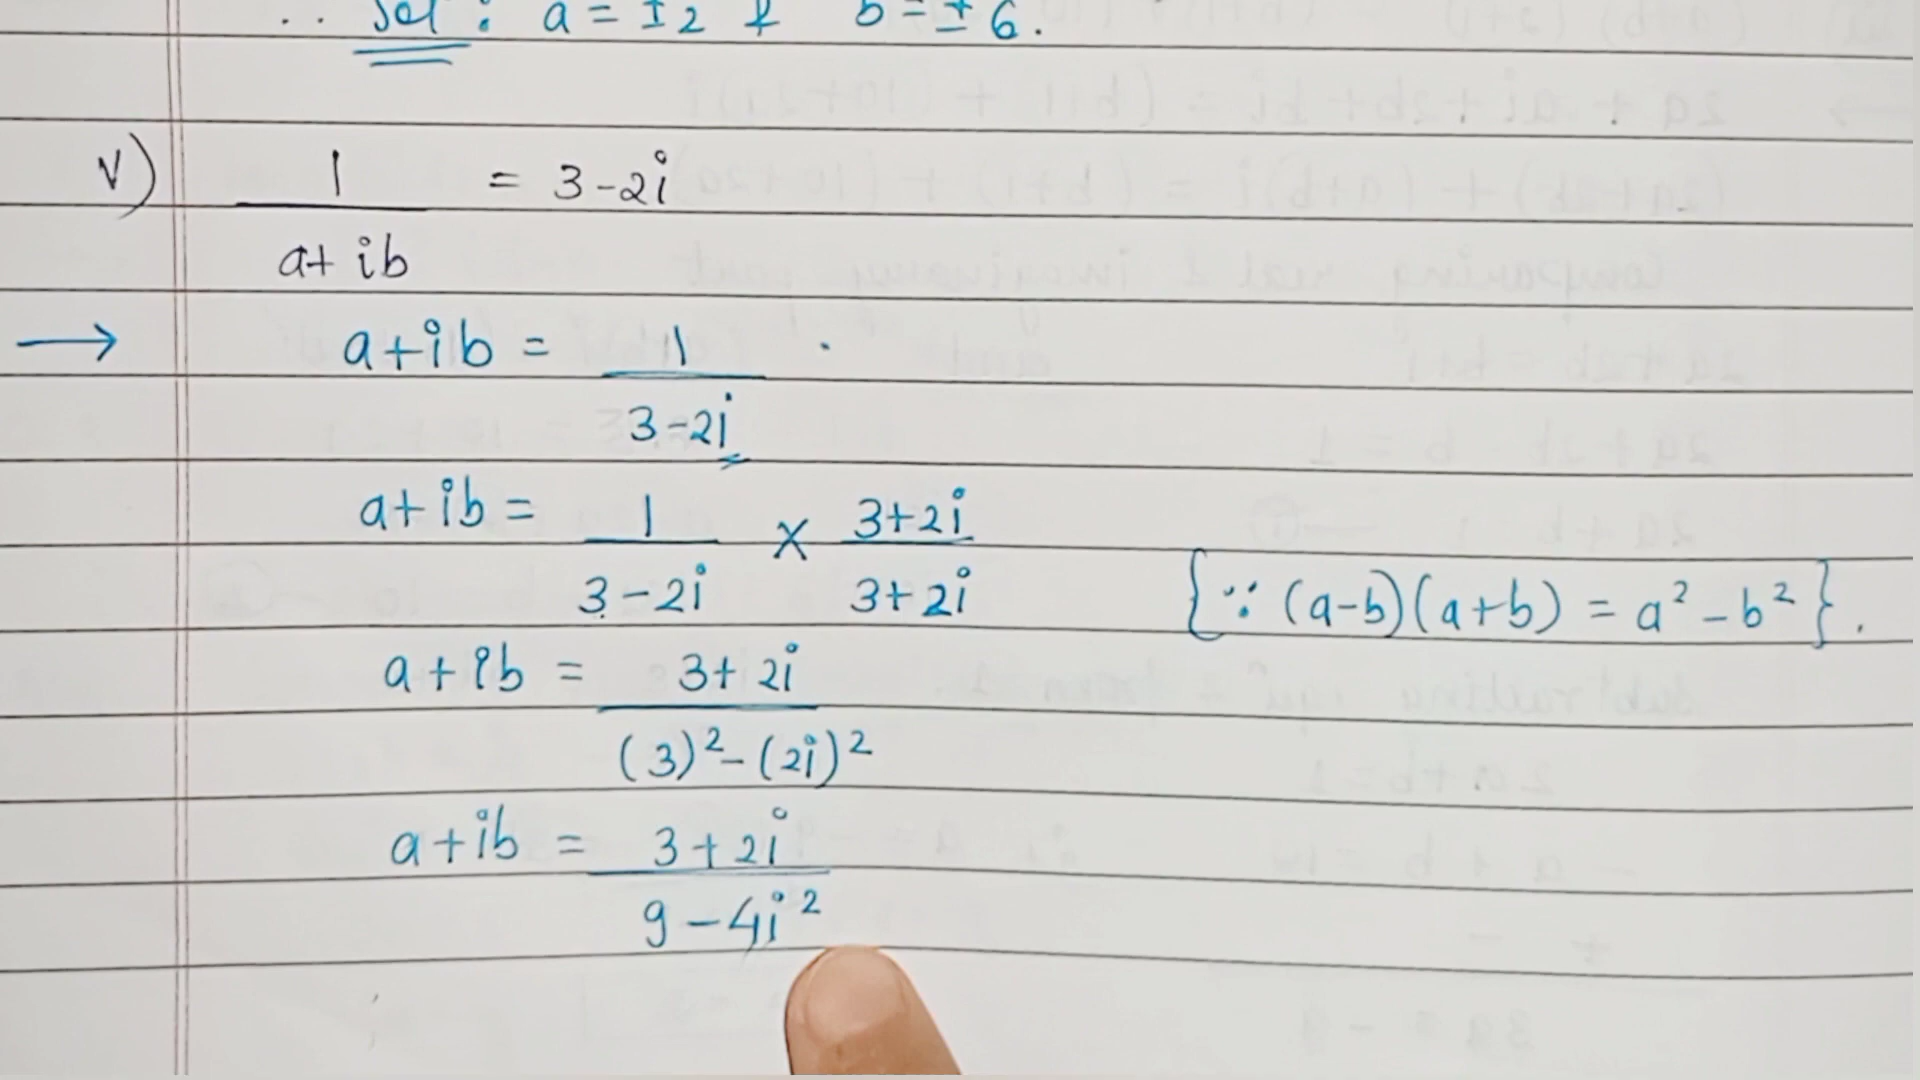 ∴ Sol : a = ±2 & b = ±6.
v) 1/(a+ib) = 3-2i
→ a+ib = 1/(3-2i)
a+ib = 1/(3-2i) × (3+2i)/(3+2i) {∵ (a-b)(a+b) = a² - b²}.
a+ib = (3+2i)/((3)² - (2i)²)
a+ib = (3+2i)/(9-4i²)